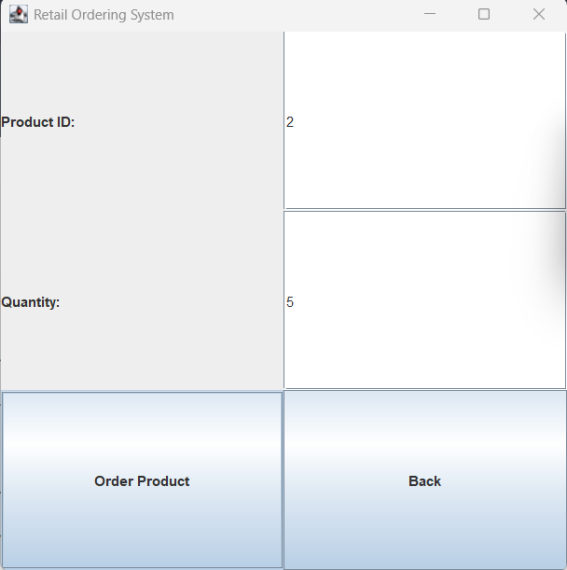 Retail Ordering System
Product ID:
2
Quantity:
5
Order Product
Back